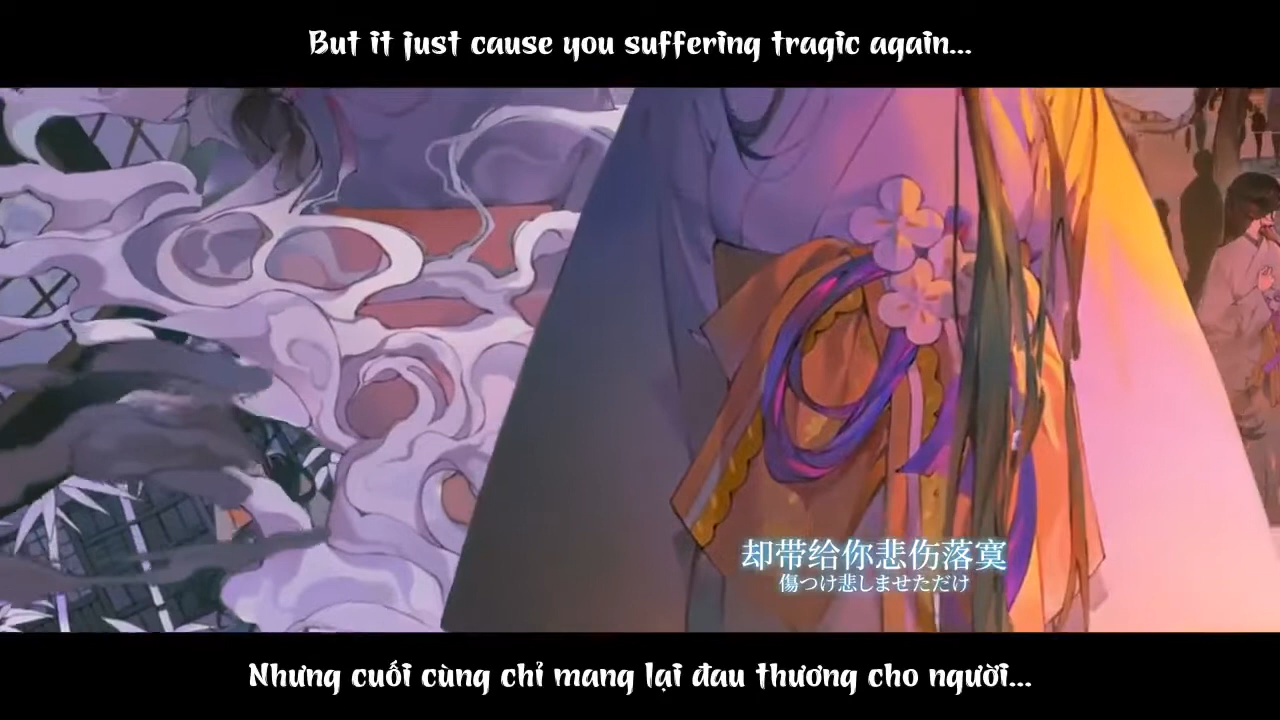 But it just cause you suffering tragic again...
却带给你悲伤落寞
傷つけ悲しませただけ
Nhưng cuối cùng chỉ mang lại đau thương cho người...